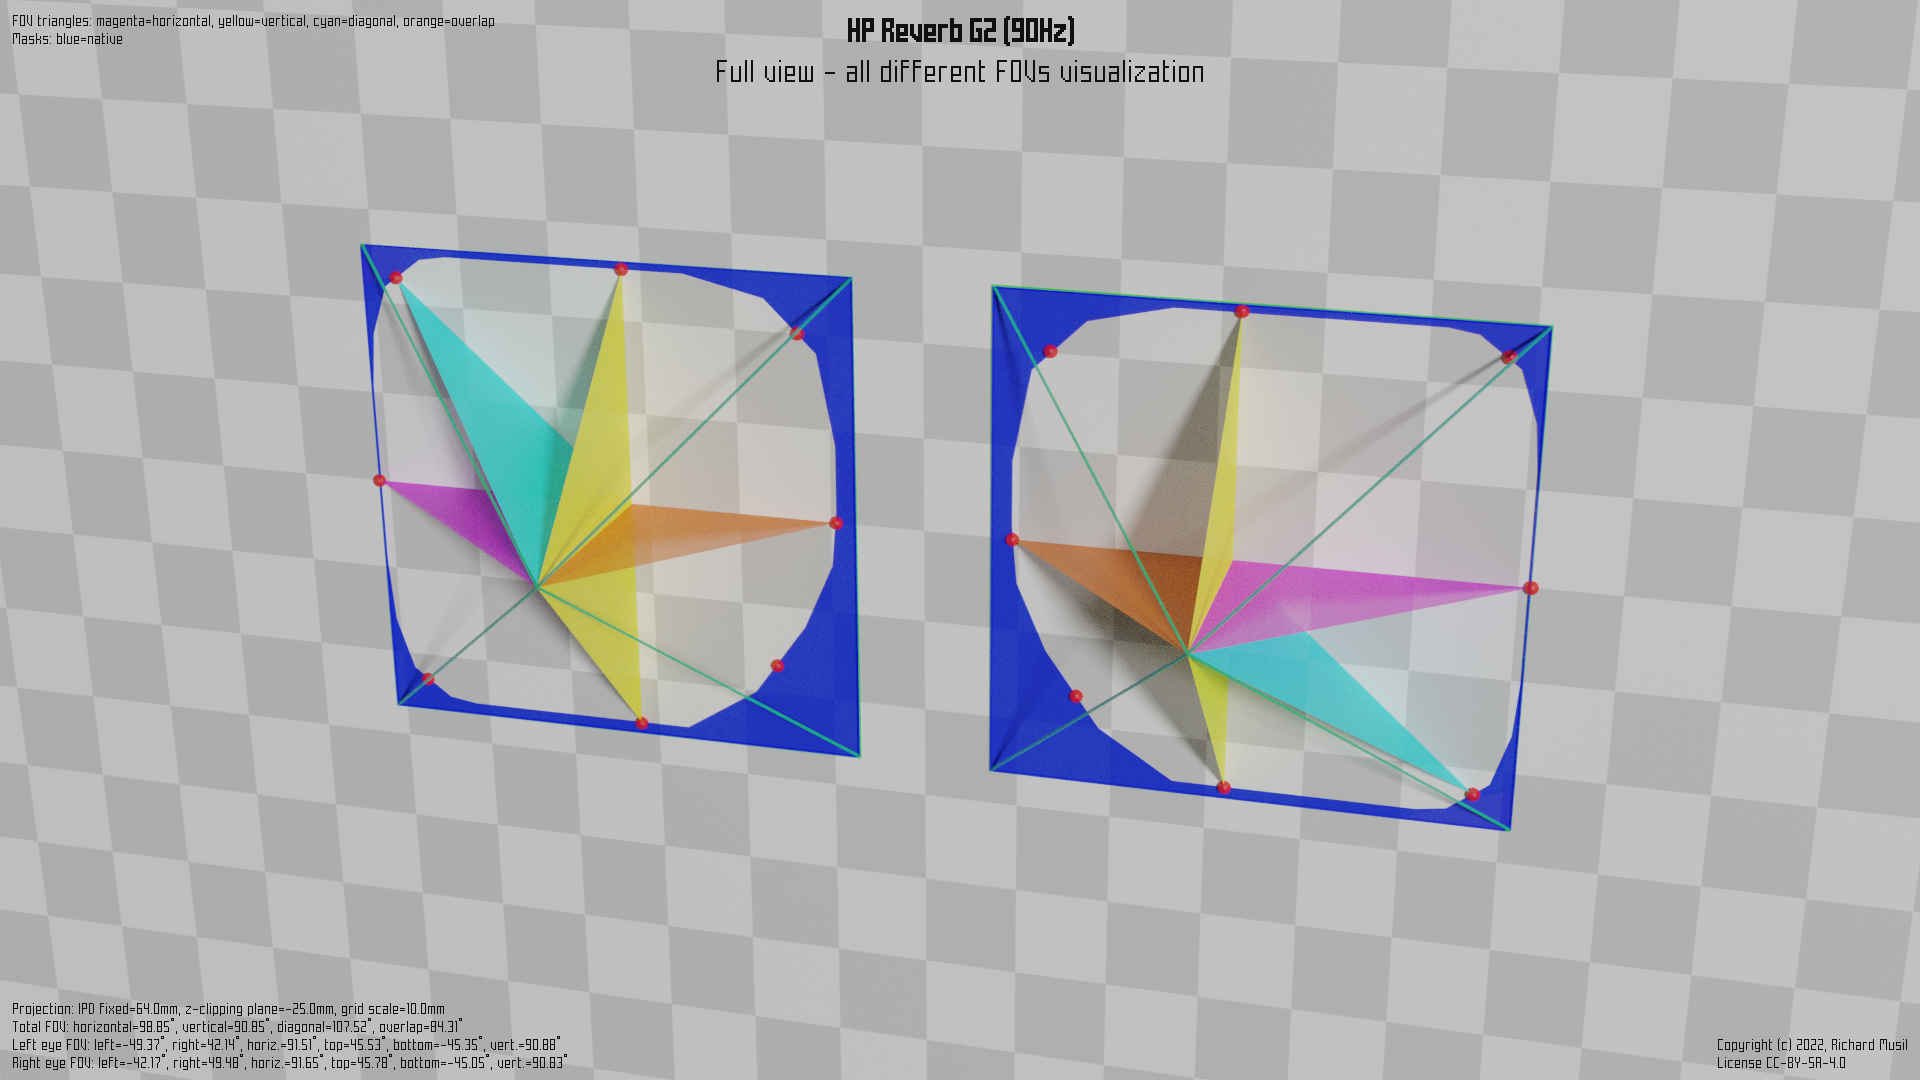 FOV triangles: magenta=horizontal, yellow=vertical, cyan=diagonal, orange=overlap
Masks: blue=native
HP Reverb G2 (90Hz)
Full view - all different FOVs visualization
Projection: IPD fixed=64.0mm, z-clipping plane=-25.0mm, grid scale=10.0mm
Total FOV: horizontal=98.85°, vertical=90.85°, diagonal=107.52°, overlap=84.31°
Left eye FOV: left=-49.37°, right=42.14°, horiz.=91.51°, top=45.53°, bottom=-45.35°, vert.=90.88°
Right eye FOV: left=-42.17°, right=49.48°, horiz.=91.65°, top=45.78°, bottom=-45.05°, vert.=90.83°
Copyright (c) 2022, Richard Musil
License CC-BY-SA-4.0